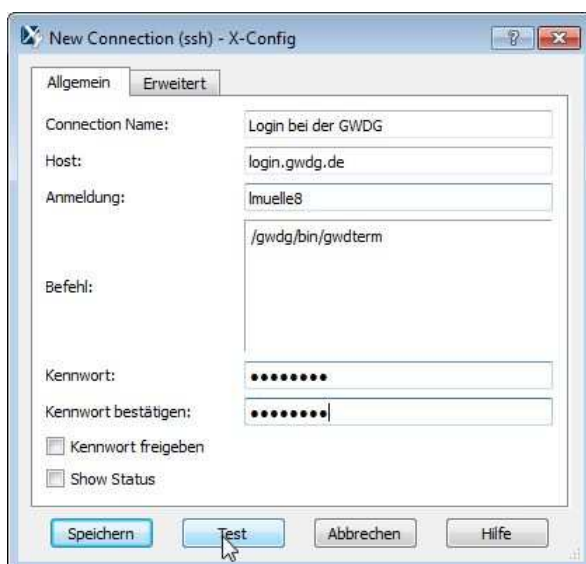 New Connection (ssh) - X-Config
Allgemein Erweitert
Connection Name: Login bei der GWDG
Host: login.gwdg.de
Anmeldung: lmuelle8
/gwdg/bin/gwdterm
Befehl:
Kennwort: ●●●●●●●●
Kennwort bestätigen: ●●●●●●●●
Kennwort freigeben
Show Status
Speichern Test Abbrechen Hilfe